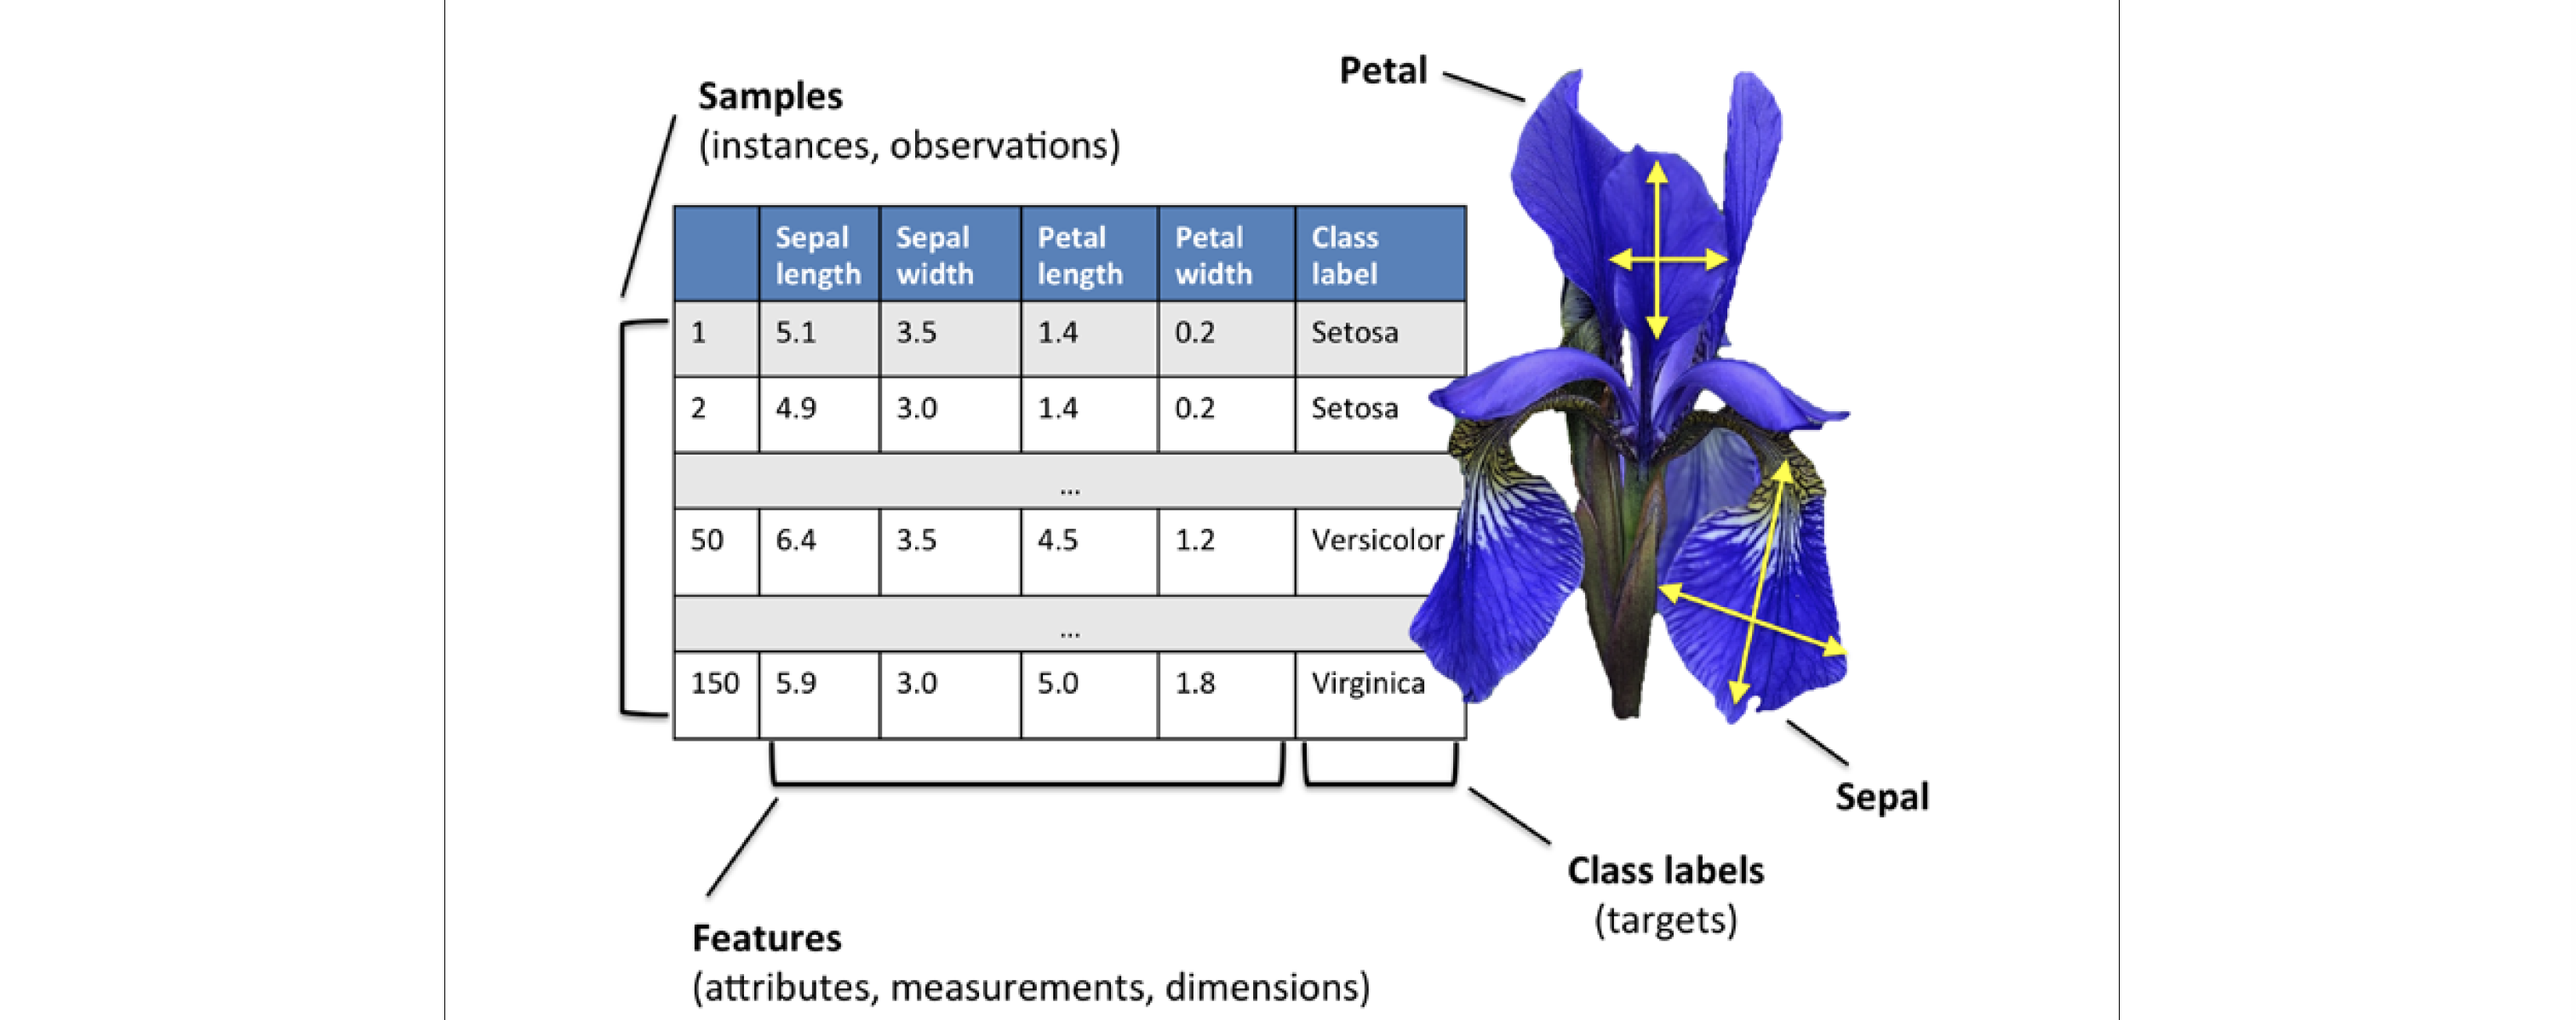 Petal
Samples
(instances, observations)
Sepal length Sepal width Petal length Petal width Class label
1 5.1 3.5 1.4 0.2 Setosa
2 4.9 3.0 1.4 0.2 Setosa
...
50 6.4 3.5 4.5 1.2 Versicolor
...
150 5.9 3.0 5.0 1.8 Virginica
Sepal
Class labels
(targets)
Features
(attributes, measurements, dimensions)